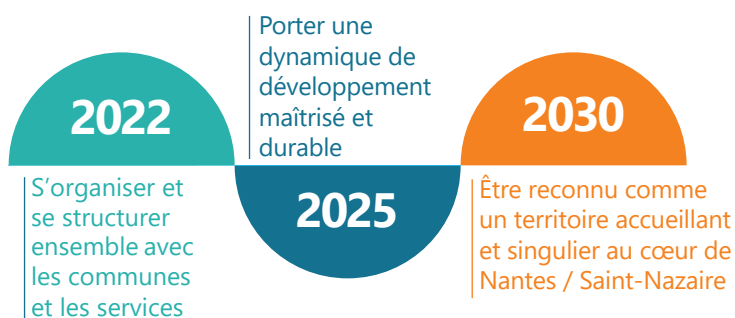 2022
S'organiser et
se structurer
ensemble avec
les communes
et les services
Porter une
dynamique de
développement
maîtrisé et
durable
2025
2030
Être reconnu comme
un territoire accueillant
et singulier au cœur de
Nantes / Saint-Nazaire